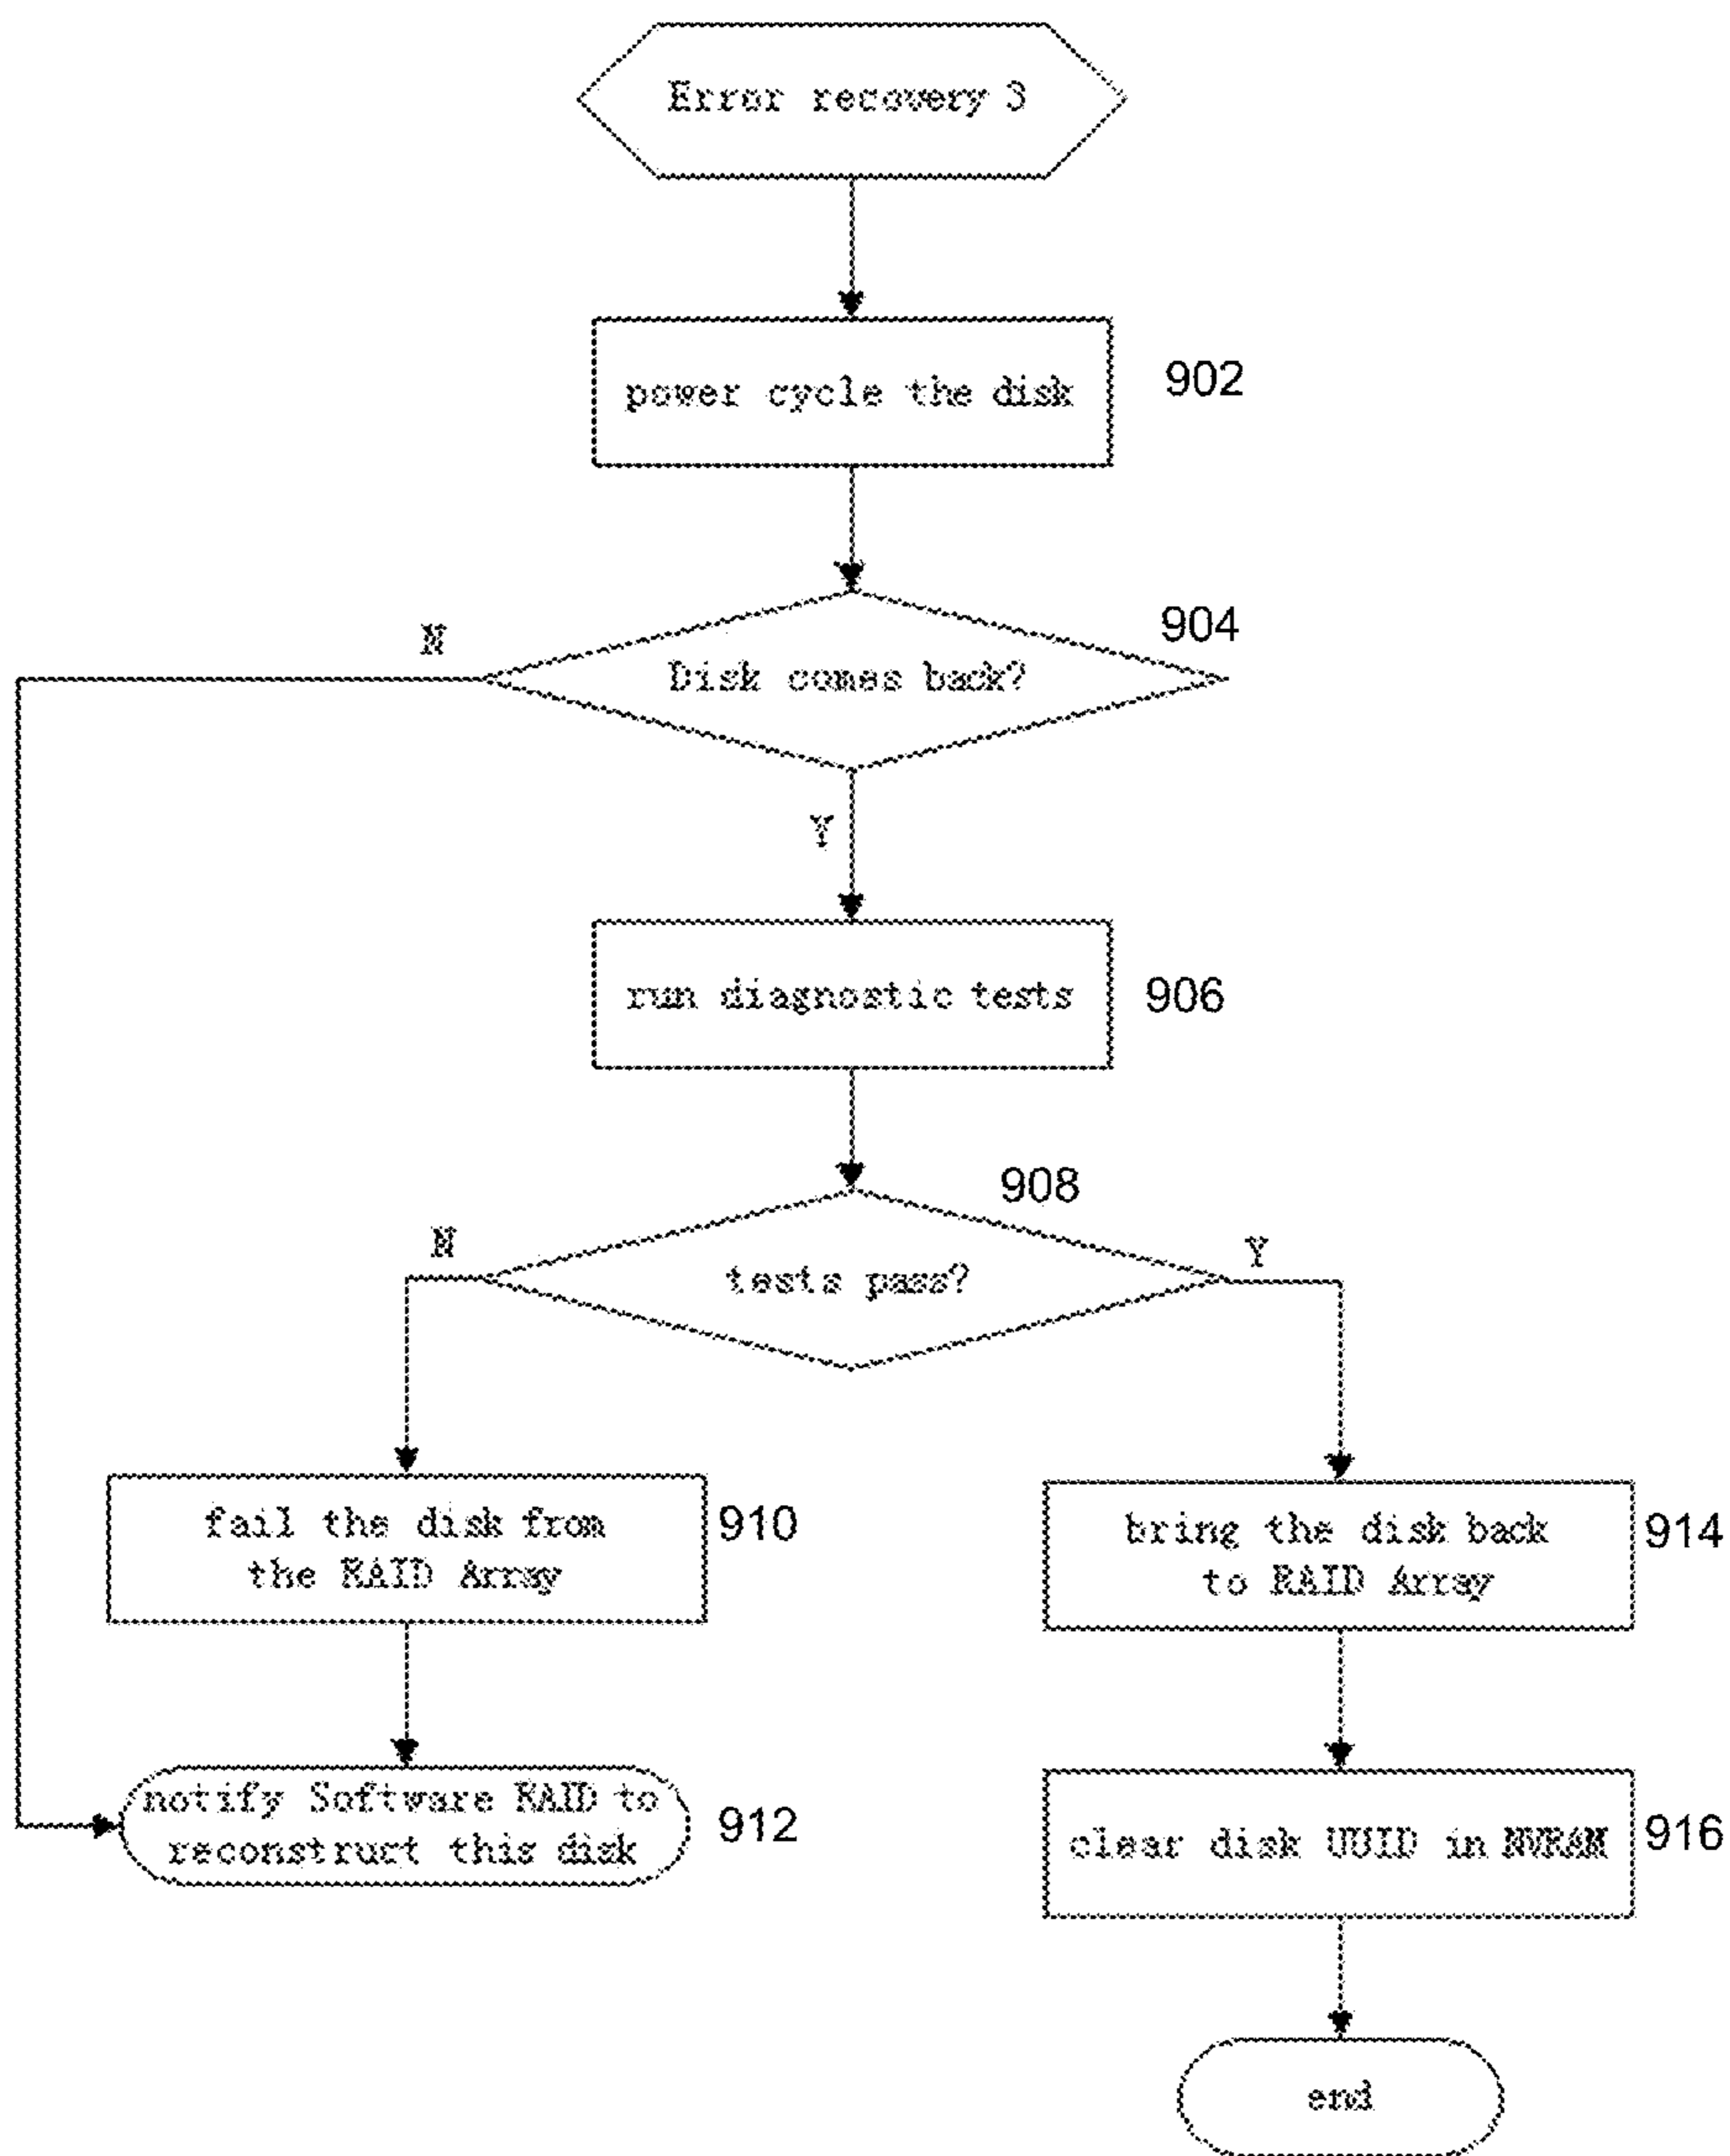 Error recovery 3
power cycle the disk
902
904
N
Disk comes back?
Y
run diagnostic tests
906
908
N
Y
tests pass?
fail the disk from
the RAID Array
910
bring the disk back
to RAID Array
914
notify Software RAID to
reconstruct this disk
912
clear disk UUID in NVRAM
916
end